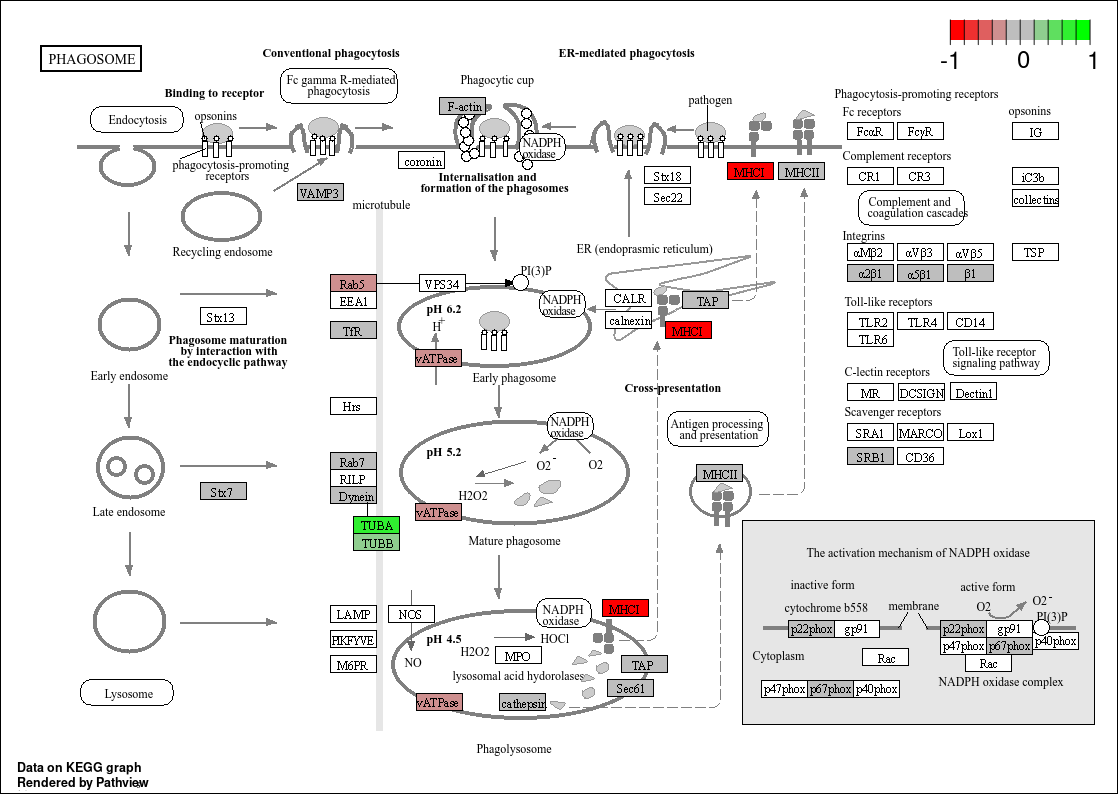 PHAGOSOME
Conventional phagocytosis
ER-mediated phagocytosis
-1
0
1
Binding to receptor
Fc gamma R-mediated
phagocytosis
Phagocytic cup
Endocytosis
opsonins
F-actin
pathogen
NADPH
oxidase
phagocytosis-promoting
receptors
coronin
Internalisation and
formation of the phagosomes
VAMP3
microtubule
Stx18
Sec22
MHCI
MHCII
Phagocytosis-promoting receptors
Fc receptors
opsonins
FcαR
FcγR
IG
Complement receptors
CR1
CR3
iC3b
Complement and
coagulation cascades
collectins
Integrins
αMβ2
αVβ3
αVβ5
TSP
α2β1
α5β1
β1
Toll-like receptors
TLR2
TLR4
CD14
TLR6
Toll-like receptor
signaling pathway
C-lectin receptors
MR
DCSIGN
Dectin1
Scavenger receptors
SRA1
MARCO
Lox1
SRB1
CD36
Recycling endosome
ER (endoprasmic reticulum)
Rab5
EEA1
VPS34
PI(3)P
NADPH
oxidase
CALR
calnexin
TAP
MHCI
Stx13
TfR
pH 6.2
H+
vATPase
Phagosome maturation
by interaction with
the endocyclic pathway
Early endosome
Early phagosome
Cross-presentation
Hrs
NADPH
oxidase
Antigen processing
and presentation
pH 5.2
O2-
O2
H2O2
Rab7
RILP
Dynein
Stx7
MHCII
vATPase
Late endosome
TUBA
TUBB
Mature phagosome
LAMP
NOS
PIKFYVE
M6PR
NADPH
oxidase
MHCI
pH 4.5
HOCl
H2O2
MPO
NO
lysosomal acid hydorolases
TAP
Sec61
vATPase
cathepsin
Lysosome
Phagolysosome
The activation mechanism of NADPH oxidase
inactive form
active form
cytochrome b558
membrane
O2
O2-
PI(3)P
p22phox
gp91
p22phox
gp91
p47phox
p67phox
p40phox
Cytoplasm
Rac
Rac
NADPH oxidase complex
p47phox
p67phox
p40phox
Data on KEGG graph
Rendered by Pathview